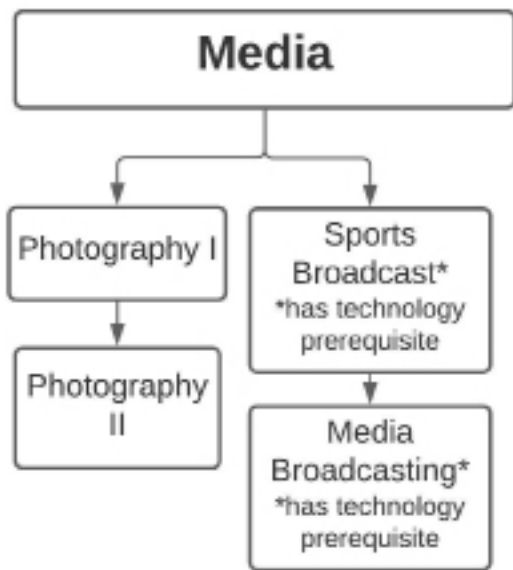 Media
Photography I
Photography
II
Sports
Broadcast*
*has technology
prerequisite
Media
Broadcasting*
*has technology
prerequisite